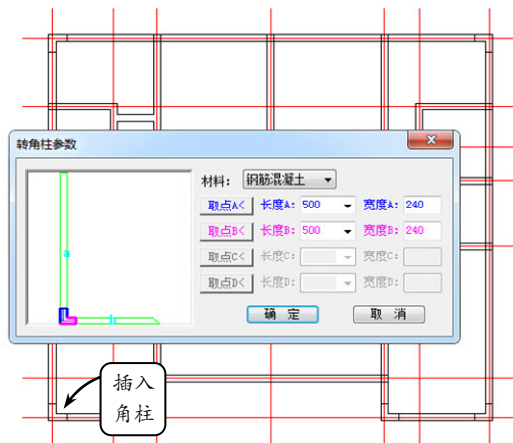 转角柱参数
材料： 钢筋混凝土
取点A< 长度A： 500 宽度A： 240
取点B< 长度B： 500 宽度B： 240
取点C< 长度C： 宽度C：
取点D< 长度D： 宽度D：
a
b
确 定 取 消
插入
角柱